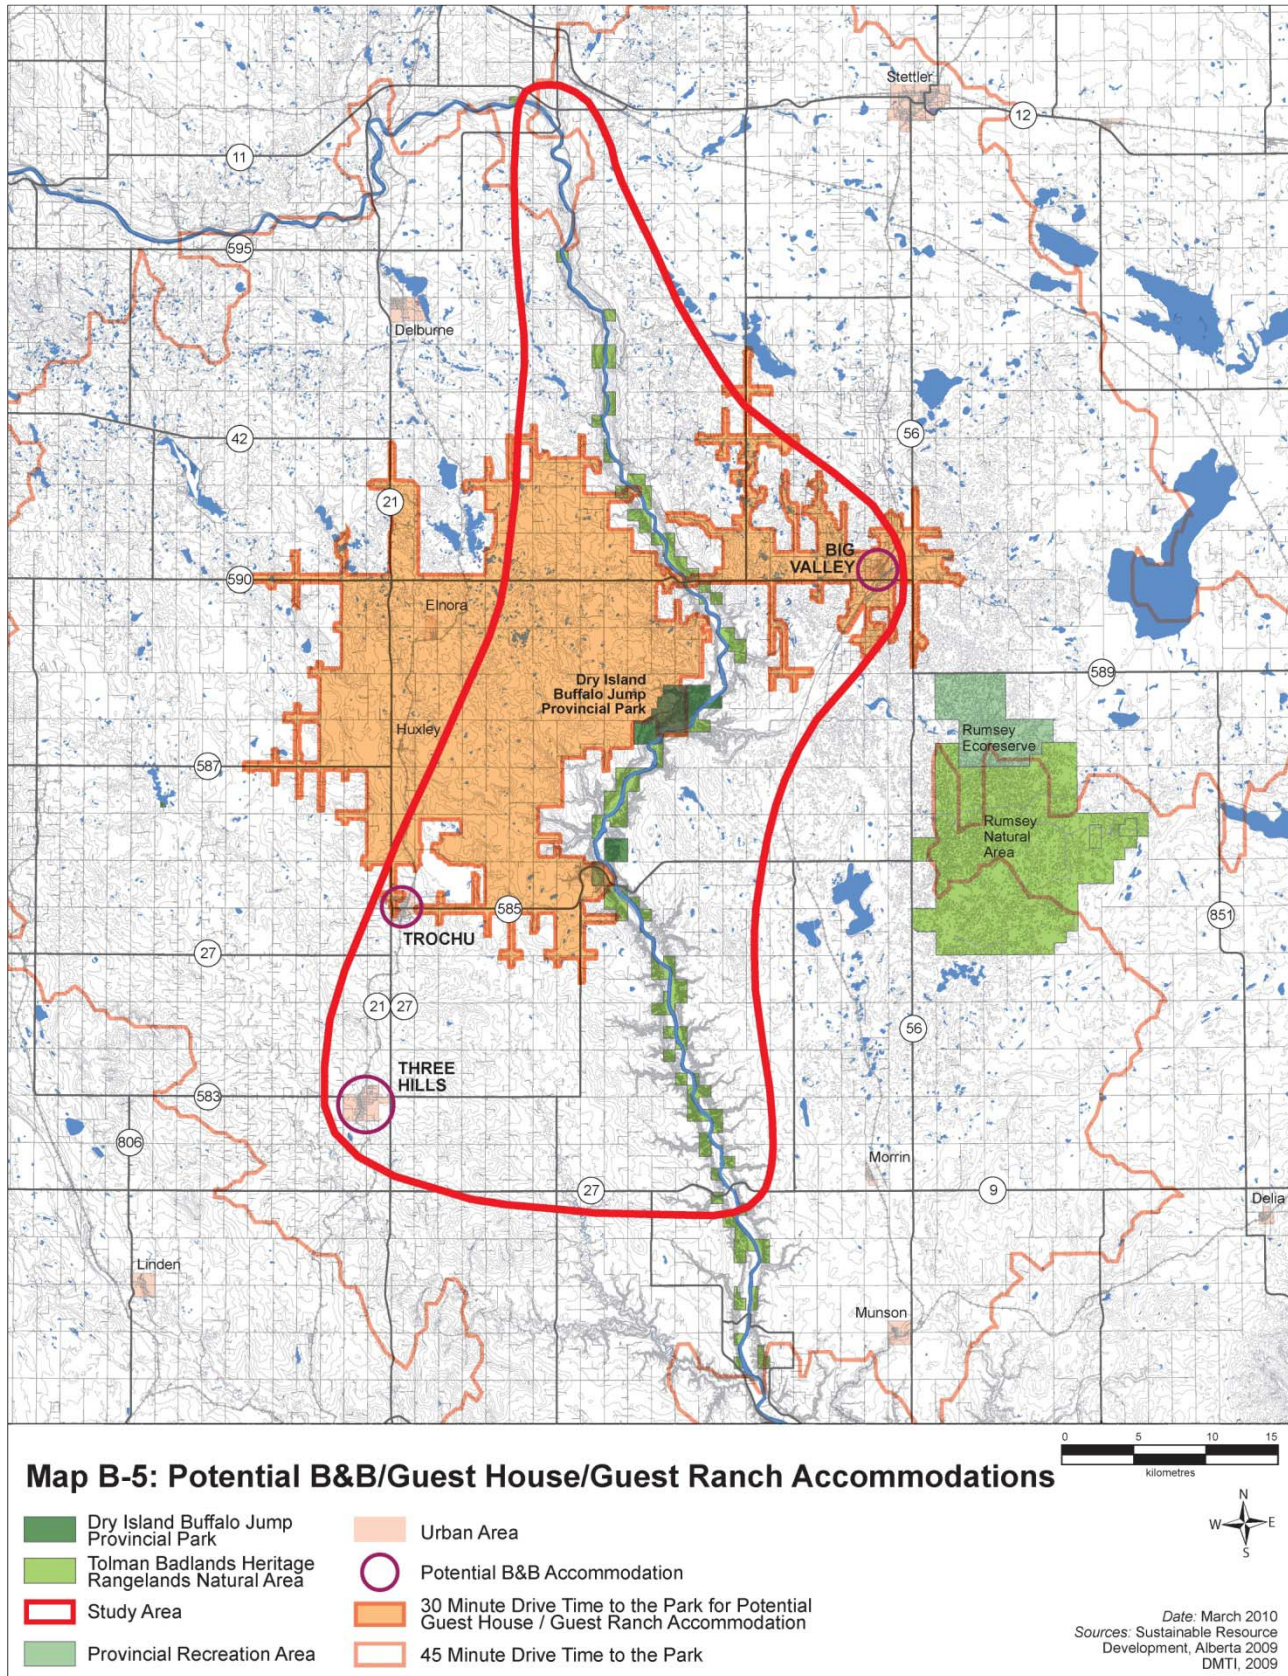 Stettler
12
11
595
Delburne
42
56
21
BIG
VALLEY
590
Elnora
589
Dry Island
Buffalo Jump
Provincial Park
Huxley
Rumsey
Ecoreserve
587
Rumsey
Natural
Area
585
851
TROCHU
27
21 27
56
THREE
HILLS
583
806
Morrin
27
9
Delia
Linden
Munson
0 5 10 15
kilometres
Map B-5: Potential B&B/Guest House/Guest Ranch Accommodations
Dry Island Buffalo Jump
Provincial Park
Tolman Badlands Heritage
Rangelands Natural Area
Study Area
Provincial Recreation Area
Urban Area
Potential B&B Accommodation
30 Minute Drive Time to the Park for Potential
Guest House / Guest Ranch Accommodation
45 Minute Drive Time to the Park
N
W E
S
Date: March 2010
Sources: Sustainable Resource
Development, Alberta 2009
DMTI, 2009